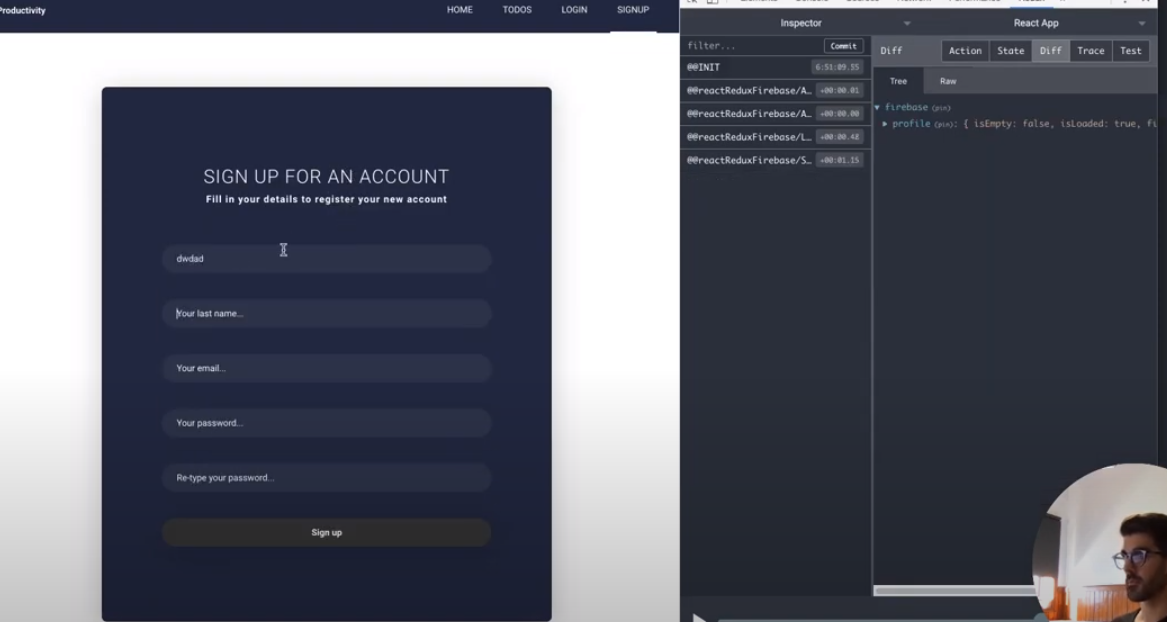 Productivity
HOME TODOS LOGIN SIGNUP
SIGN UP FOR AN ACCOUNT
Fill in your details to register your new account
dwdad
Your last name...
Your email...
Your password...
Re-type your password...
Sign up
Inspector
React App
filter...
Commit
@@INIT
6:51:09.55
@@reactReduxFirebase/A…
+00:00.01
@@reactReduxFirebase/A…
+00:00.00
@@reactReduxFirebase/L…
+00:00.48
@@reactReduxFirebase/S…
+00:01.15
Diff
Action State Diff Trace Test
Tree Raw
firebase (pin)
profile (pin): { isEmpty: false, isLoaded: true, fi